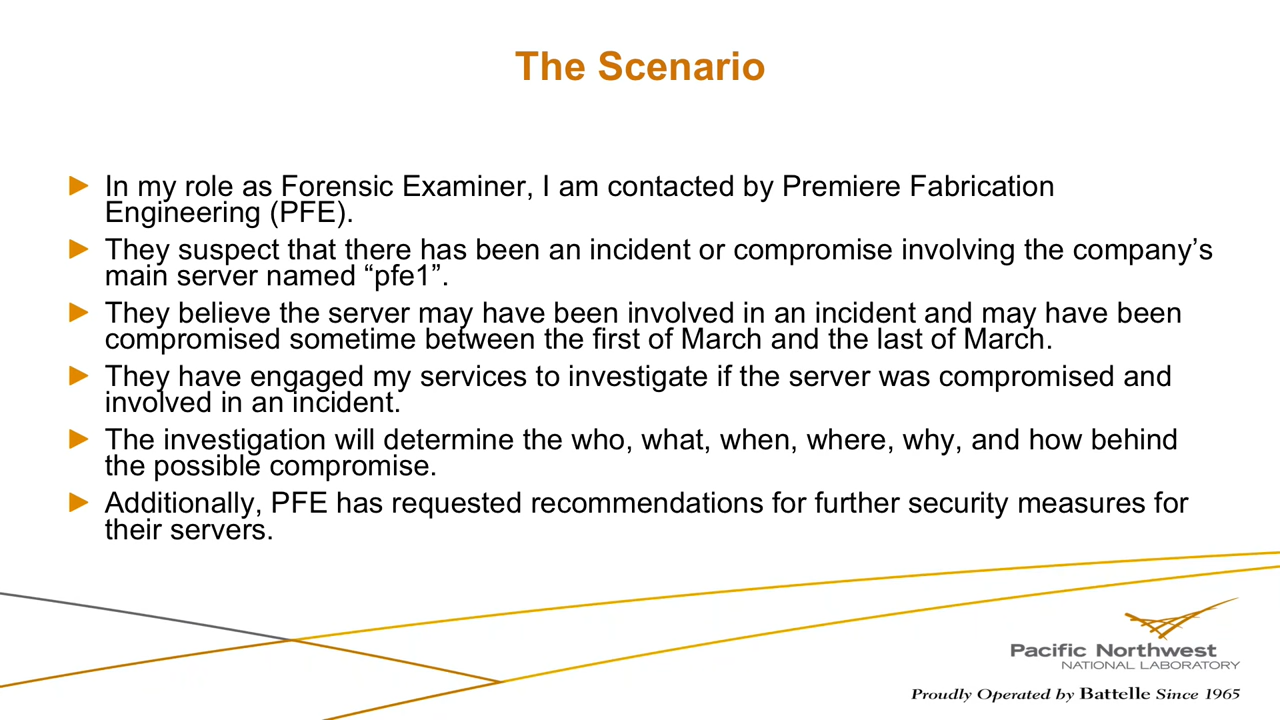 The Scenario
In my role as Forensic Examiner, I am contacted by Premiere Fabrication
Engineering (PFE).
They suspect that there has been an incident or compromise involving the company’s
main server named “pfe1”.
They believe the server may have been involved in an incident and may have been
compromised sometime between the first of March and the last of March.
They have engaged my services to investigate if the server was compromised and
involved in an incident.
The investigation will determine the who, what, when, where, why, and how behind
the possible compromise.
Additionally, PFE has requested recommendations for further security measures for
their servers.
Pacific Northwest
NATIONAL LABORATORY
Proudly Operated by Battelle Since 1965